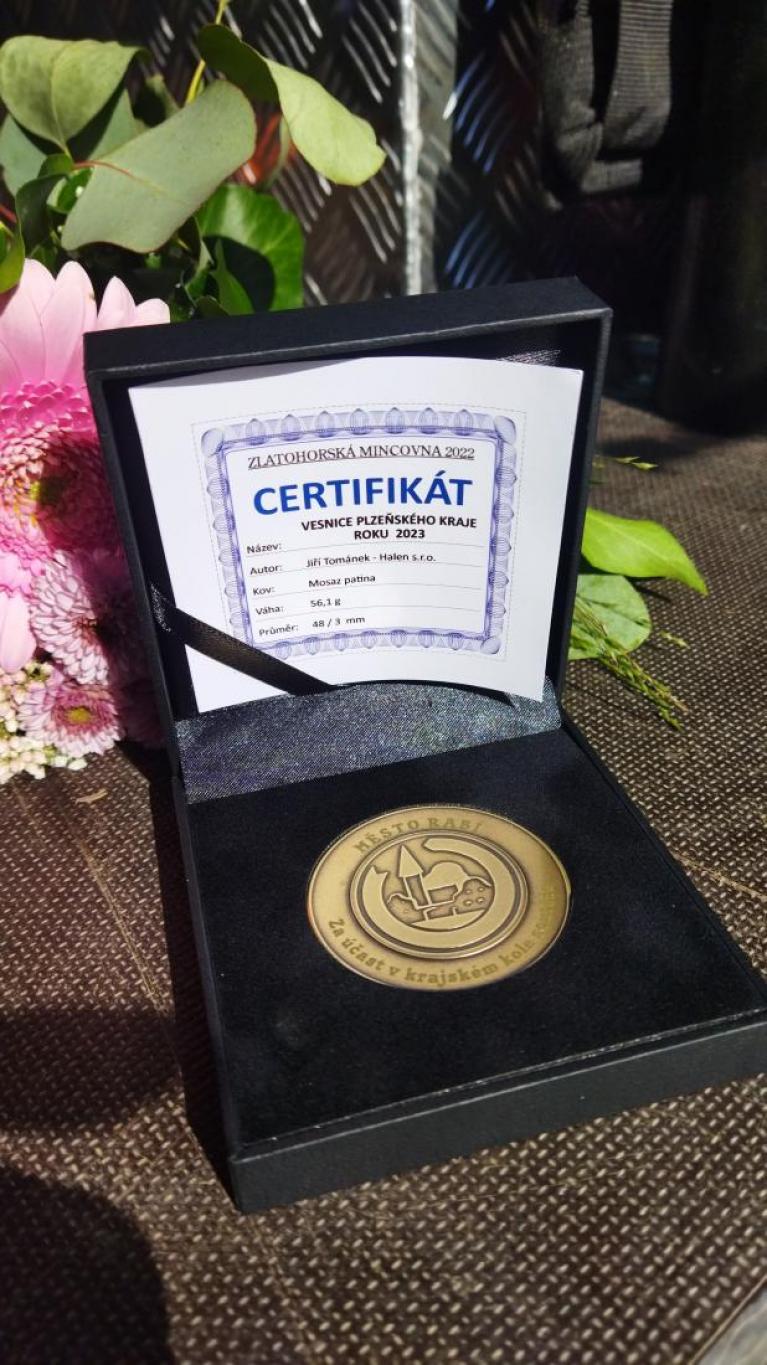 ZLATOHORSKÁ MINCOVNA 2022
CERTIFIKÁT
VESNICE PLZEŇSKÉHO KRAJE
ROKU 2023
Název:
Autor: Jiří Tománek - Halen s.r.o.
Kov: Mosaz patina
Váha: 56,1 g
Průměr: 48 / 3 mm
MĚSTO RABÍ
Za účast v krajském kole